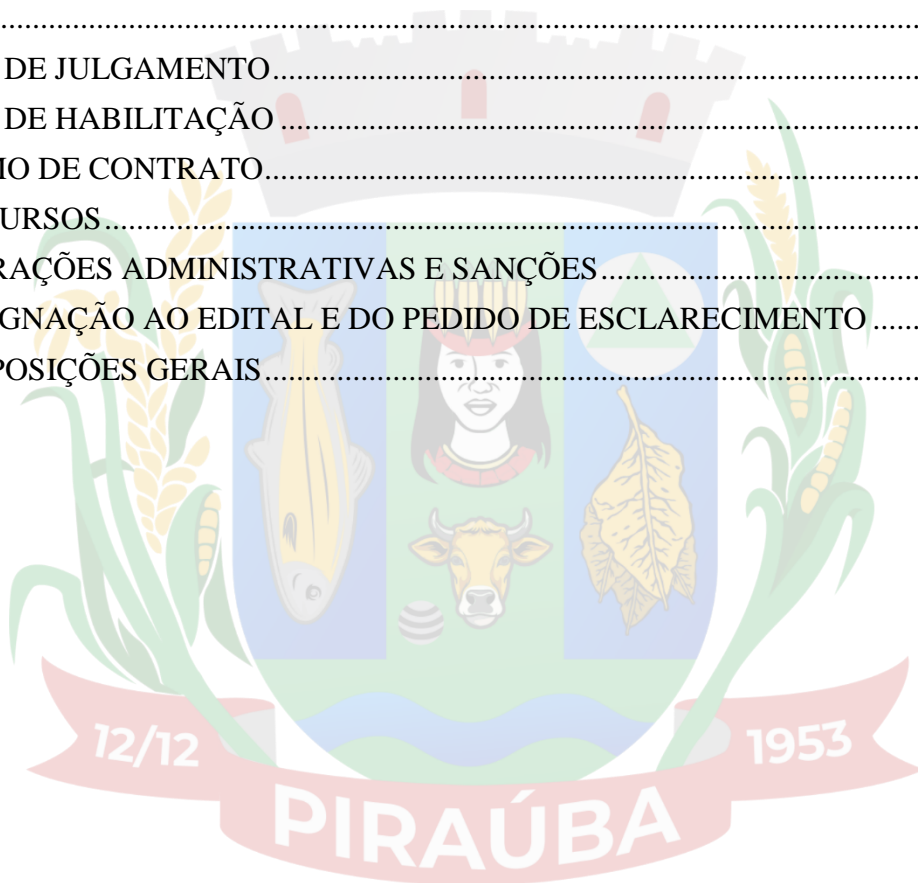 DE JULGAMENTO
DE HABILITAÇÃO
IO DE CONTRATO
URSOS
RAÇÕES ADMINISTRATIVAS E SANÇÕES
GNAÇÃO AO EDITAL E DO PEDIDO DE ESCLARECIMENTO
POSIÇÕES GERAIS
12/12
1953
PIRAÚBA